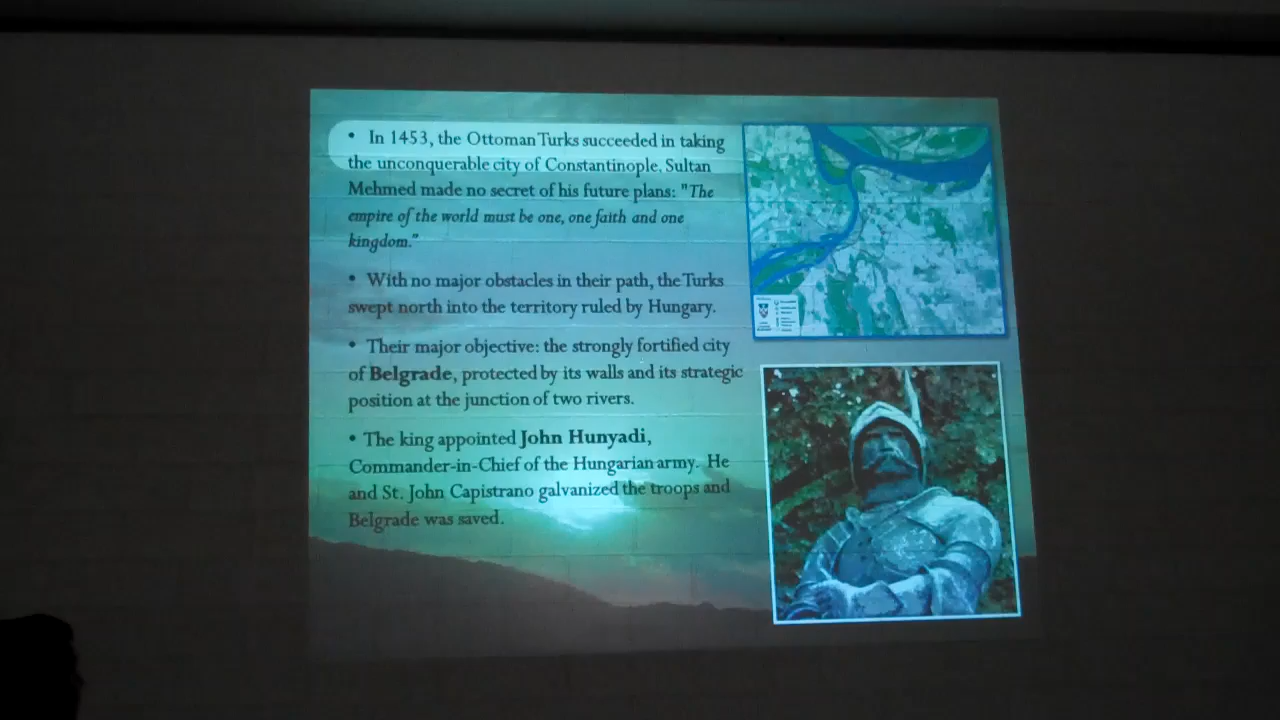 • In 1453, the Ottoman Turks succeeded in taking
the unconquerable city of Constantinople. Sultan
Mehmed made no secret of his future plans: "The
empire of the world must be one, one faith and one
kingdom."
• With no major obstacles in their path, the Turks
swept north into the territory ruled by Hungary.
• Their major objective: the strongly fortified city
of Belgrade, protected by its walls and its strategic
position at the junction of two rivers.
• The king appointed John Hunyadi,
Commander-in-Chief of the Hungarian army. He
and St. John Capistrano galvanized the troops and
Belgrade was saved.